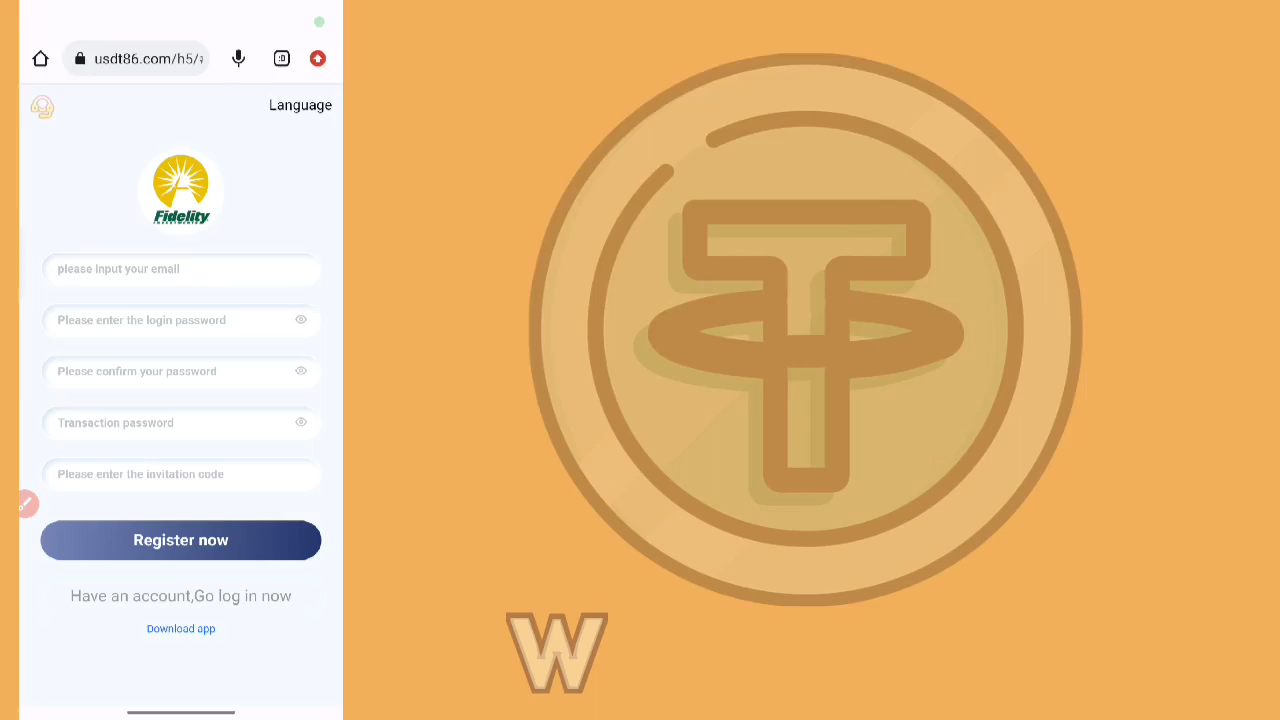 usdt86.com/h5/
:D
Language
Fidelity
INVESTMENTS
please input your email
Please enter the login password
Please confirm your password
Transaction password
Please enter the invitation code
Register now
Have an account,Go log in now
Download app
W